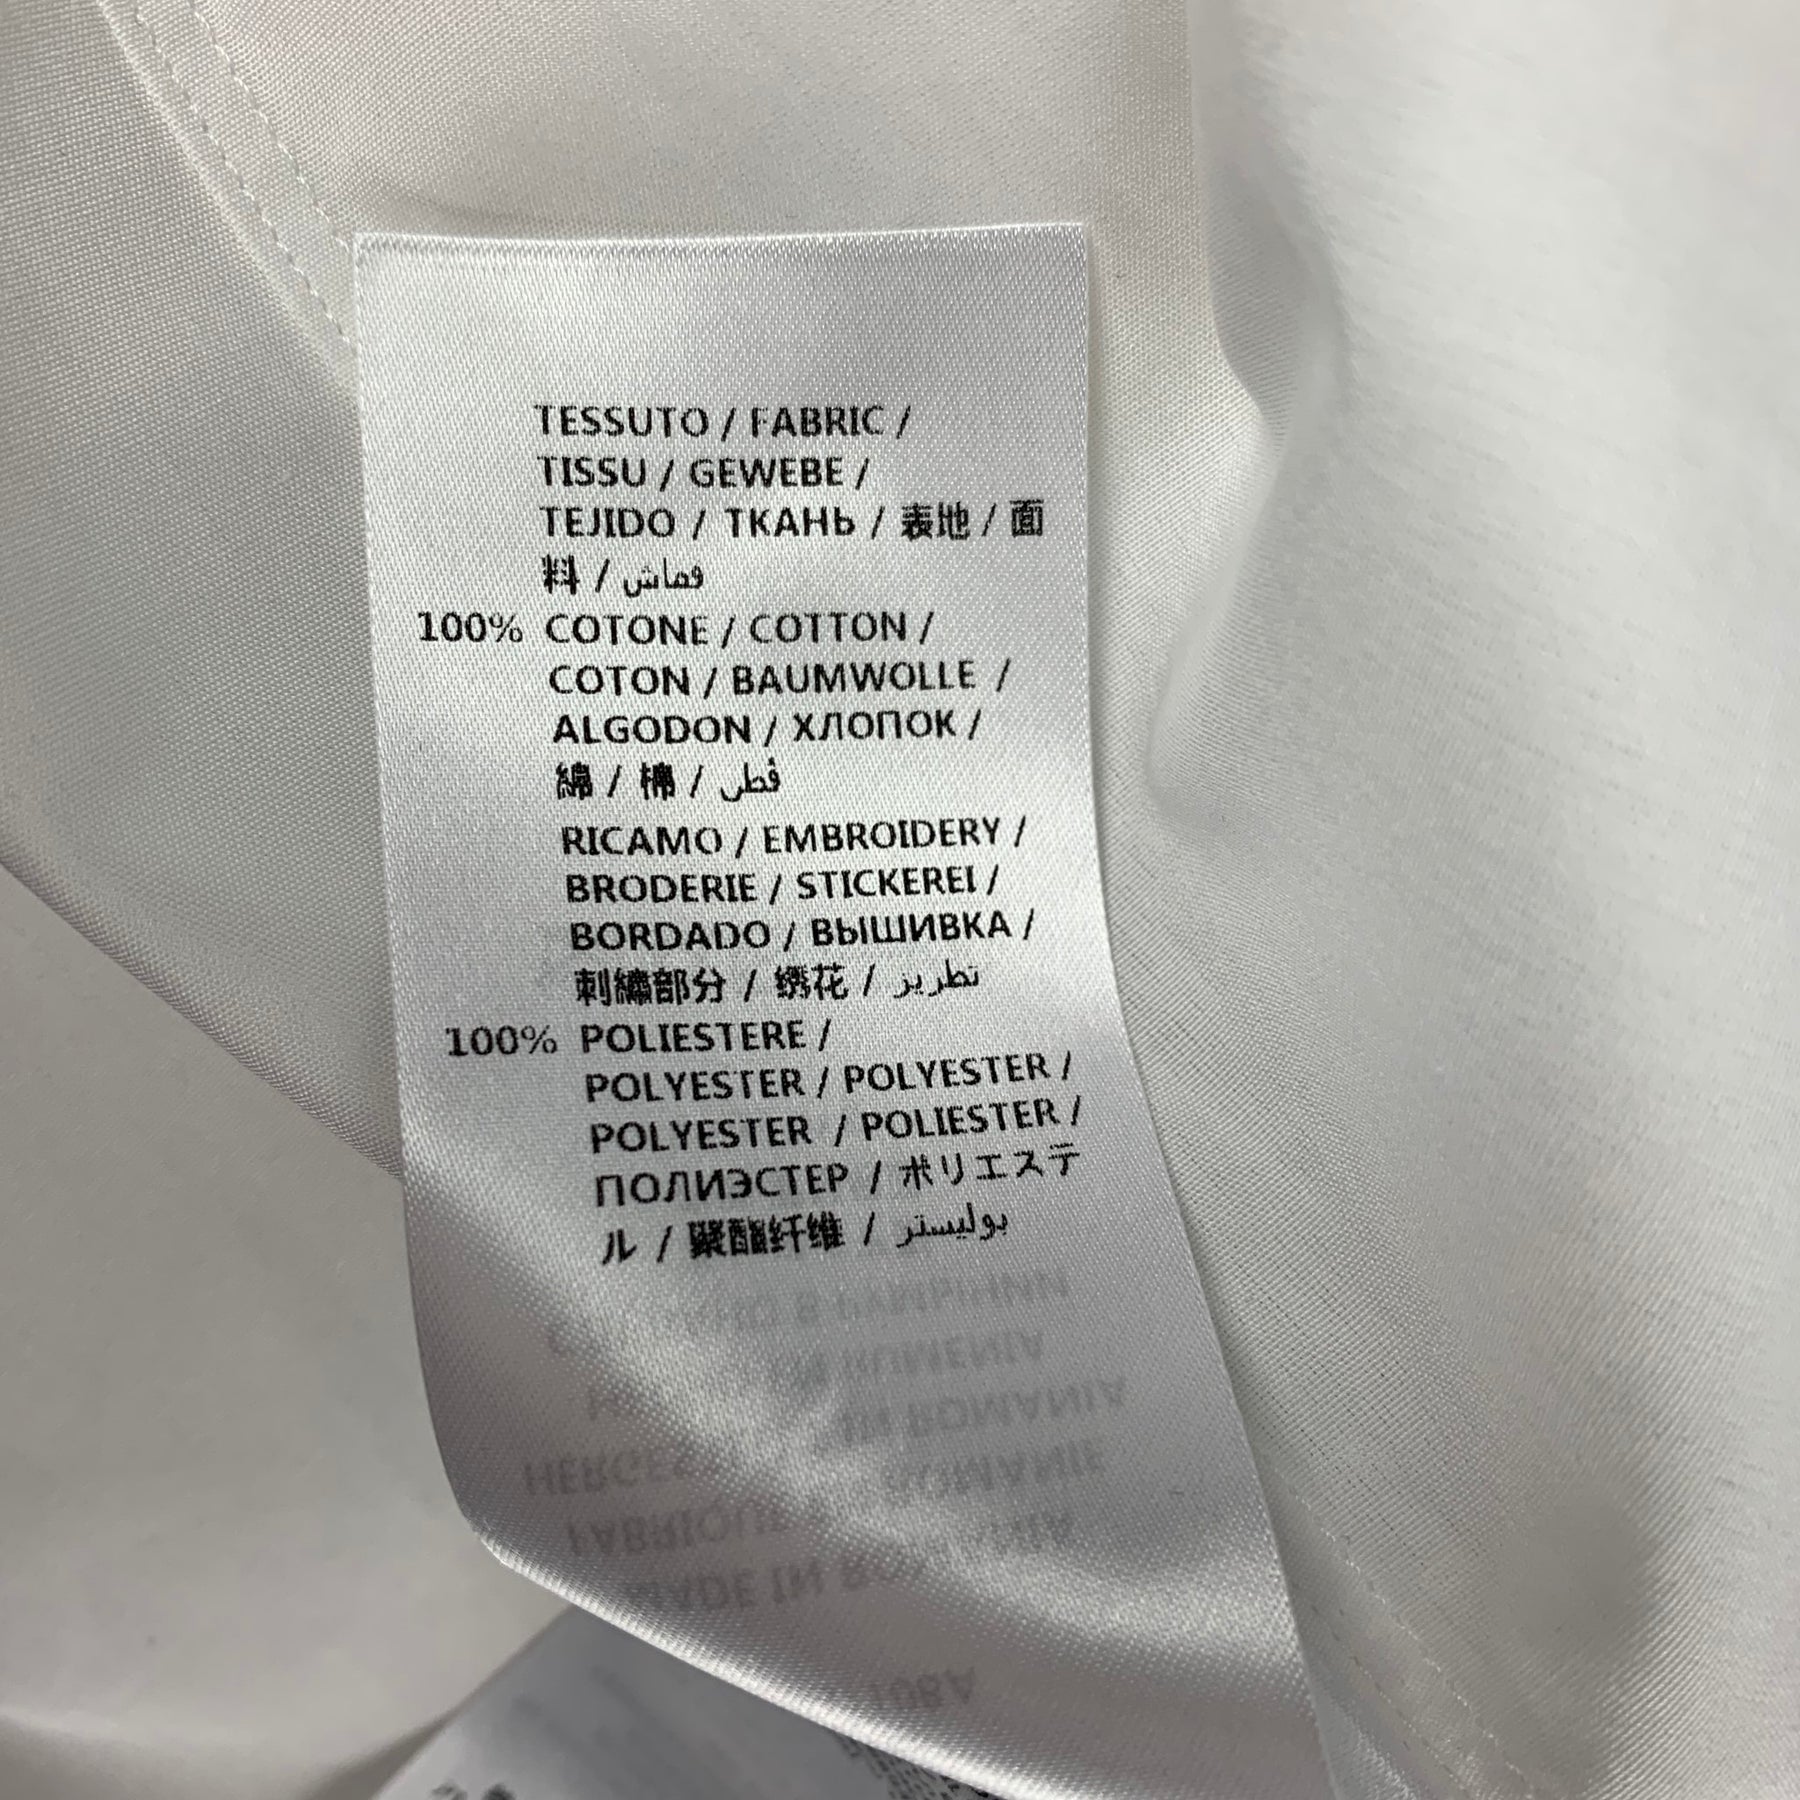 TESSUTO / FABRIC /
TISSU / GEWEBE /
TEJIDO / ТКАНЬ / 表地 / 面
料 / قماش
100% COTONE / COTTON /
COTON / BAUMWOLLE /
ALGODON / ХЛОПОК /
綿 / 棉 / قطن
RICAMO / EMBROIDERY /
BRODERIE / STICKEREI /
BORDADO / ВЫШИВКА /
刺繍部分 / 绣花 / تطريز
100% POLIESTERE /
POLYESTER / POLYESTER /
POLYESTER / POLIESTER /
ПОЛИЭСТЕР / ポリエステ
ル / 聚酯纤维 / بوليستر